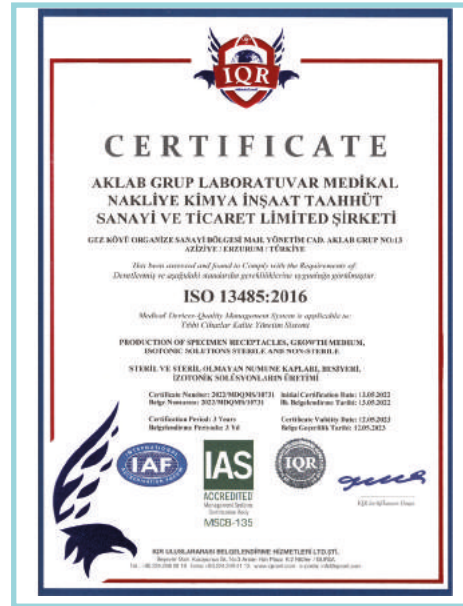 IQR
CERTIFICATE
AKLAB GRUP LABORATUVAR MEDİKAL
NAKLİYE KİMYA İNŞAAT TAAHHÜT
SANAYİ VE TİCARET LİMİTED ŞİRKETİ
GEZ KÖYÜ ORGANİZE SANAYİ BÖLGESİ MAH. YÖNETİM CAD. AKLAB GRUP NO:13
AZİZİYE / ERZURUM / TÜRKİYE
Has been assessed and found to Comply with the Requirements of:
Denetlenmiş ve aşağıdaki standardın gerekliliklerine uygunluğu görülmüştür.
ISO 13485:2016
Medical Devices-Quality Management System is applicable to:
Tıbbi Cihazlar Kalite Yönetim Sistemi
PRODUCTION OF SPECIMEN RECEPTACLES, GROWTH MEDIUM,
ISOTONIC SOLUTIONS STERILE AND NON-STERILE
STERİL VE STERİL OLMAYAN NUMUNE KAPLARI, BESİYERİ,
İZOTONİK SOLÜSYONLARIN ÜRETİMİ
Certificate Number: 2022/MDQMS/10731 Initial Certification Date: 13.05.2022
Belge Numarası: 2022/MDQMS/10731 İlk Belgelendirme Tarihi: 13.05.2022
Certification Period: 3 Years Certificate Validity Date: 12.05.2023
Belgelendirme Periyodu: 3 Yıl Belge Geçerlilik Tarihi: 12.05.2023
INTERNATIONAL
IAF
IAS
IQR
ACCREDITED
Management Systems
Certification Body
MSCB-135
IQR ULUSLARARASI BELGELENDİRME HİZMETLERİ LTD.ŞTİ.